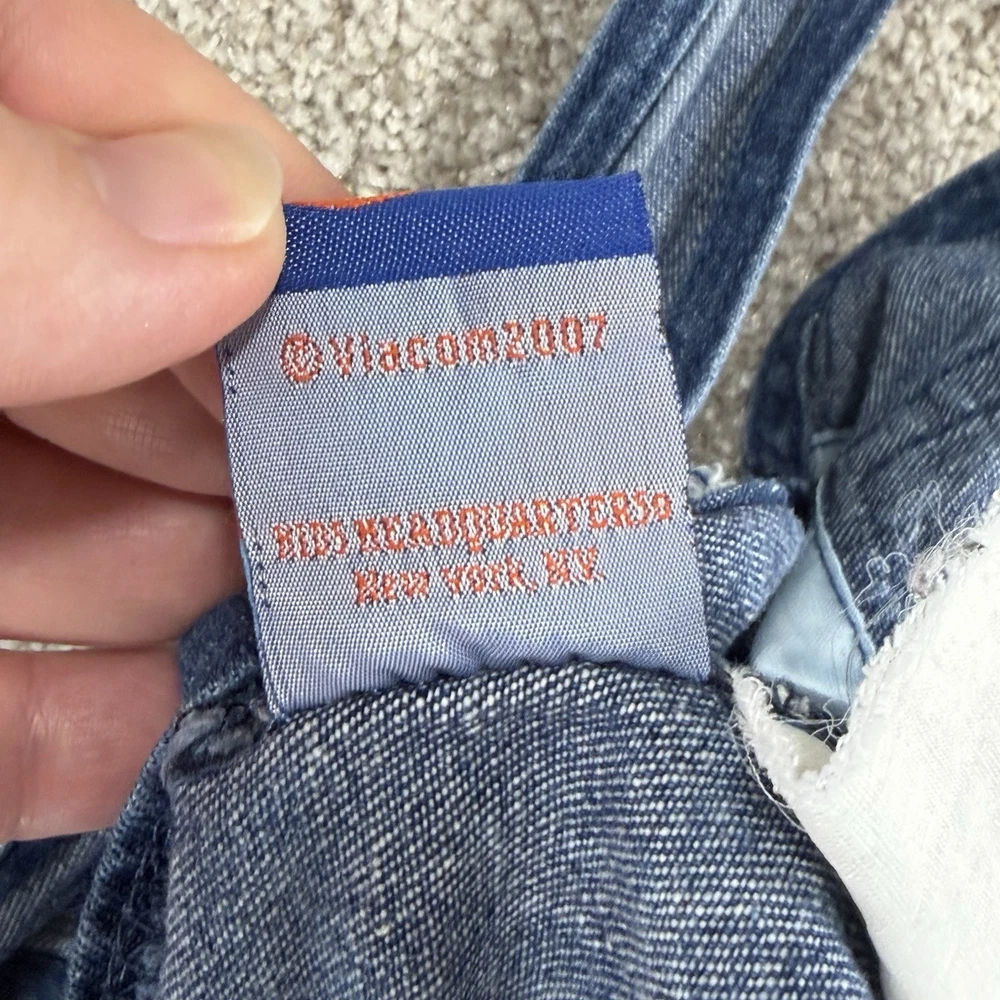 ©Viacom2007
KIDS HEADQUARTERS®
NEW YORK, NY.